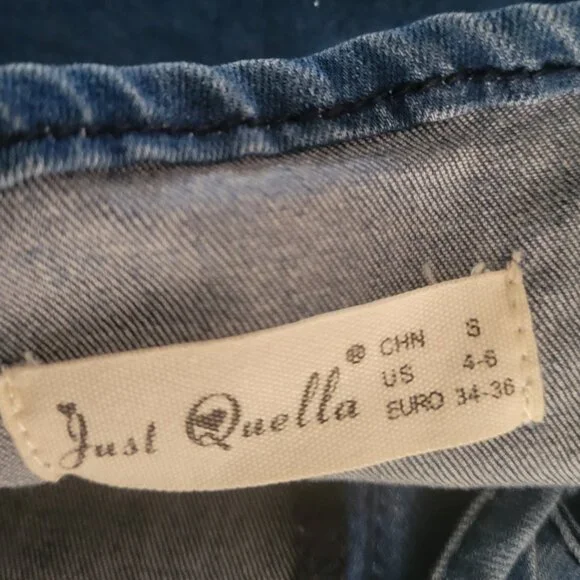 Just Quella ®
CHN S
US 4-6
EURO 34-36